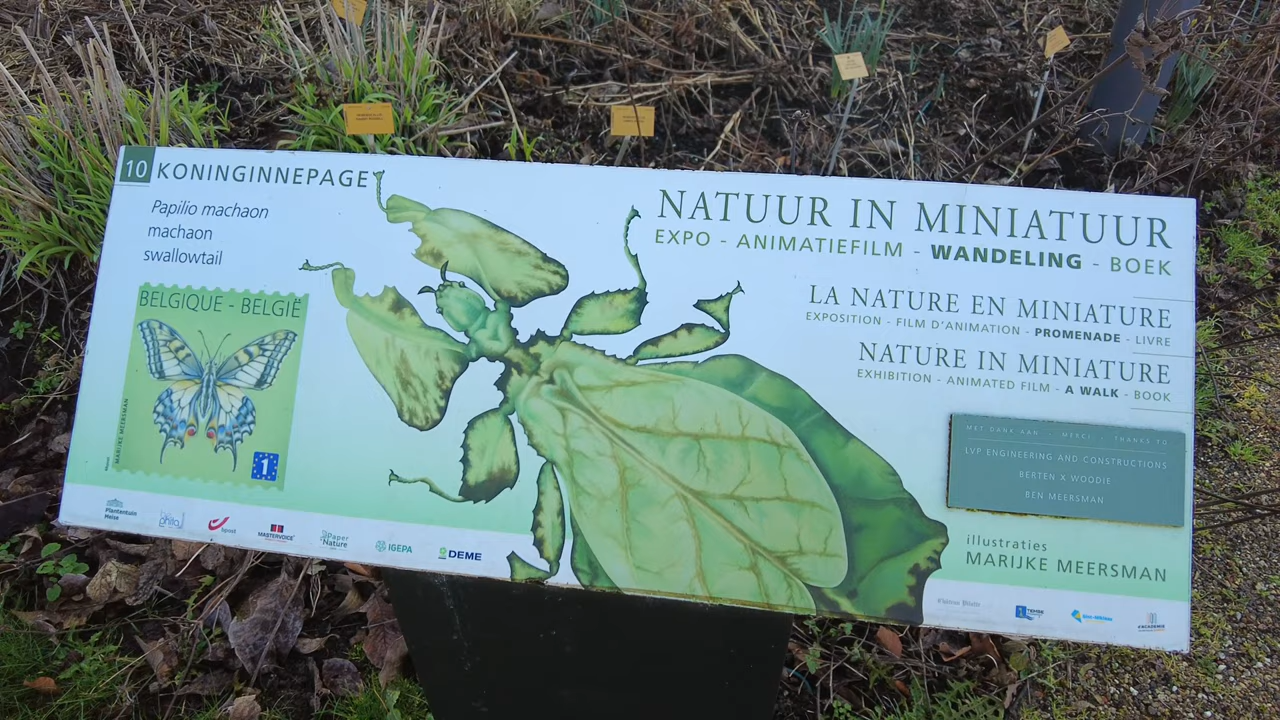 10 KONINGINNEPAGE
Papilio machaon
machaon
swallowtail
BELGIQUE - BELGIË
MARIJKE MEERSMAN
1
NATUUR IN MINIATUUR
EXPO - ANIMATIEFILM - WANDELING - BOEK
LA NATURE EN MINIATURE
EXPOSITION - FILM D'ANIMATION - PROMENADE - LIVRE
NATURE IN MINIATURE
EXHIBITION - ANIMATED FILM - A WALK - BOOK
MET DANK AAN - MERCI - THANKS TO
LVP ENGINEERING AND CONSTRUCTIONS
BERTEN X WOODIE
BEN MEERSMAN
illustraties
MARIJKE MEERSMAN
Plantentuin
Meise
bpost
MASTERVOICE
Paper
Nature
IGEPA
DEME
TEMSE